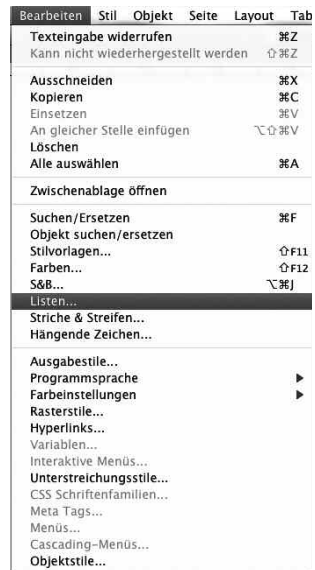 Bearbeiten Stil Objekt Seite Layout Tab
Texteingabe widerrufen ⌘Z
Kann nicht wiederhergestellt werden ⇧⌘Z
Ausschneiden ⌘X
Kopieren ⌘C
Einsetzen ⌘V
An gleicher Stelle einfügen ⌥⇧⌘V
Löschen
Alle auswählen ⌘A
Zwischenablage öffnen
Suchen/Ersetzen ⌘F
Objekt suchen/ersetzen
Stilvorlagen... ⇧F11
Farben... ⇧F12
S&B... ⌥⌘J
Listen...
Striche & Streifen...
Hängende Zeichen...
Ausgabestile...
Programmsprache
Farbeinstellungen
Rasterstile...
Hyperlinks...
Variablen...
Interaktive Menüs...
Unterstreichungsstile...
CSS Schriftenfamilien...
Meta Tags...
Menüs...
Cascading-Menüs...
Objektstile...